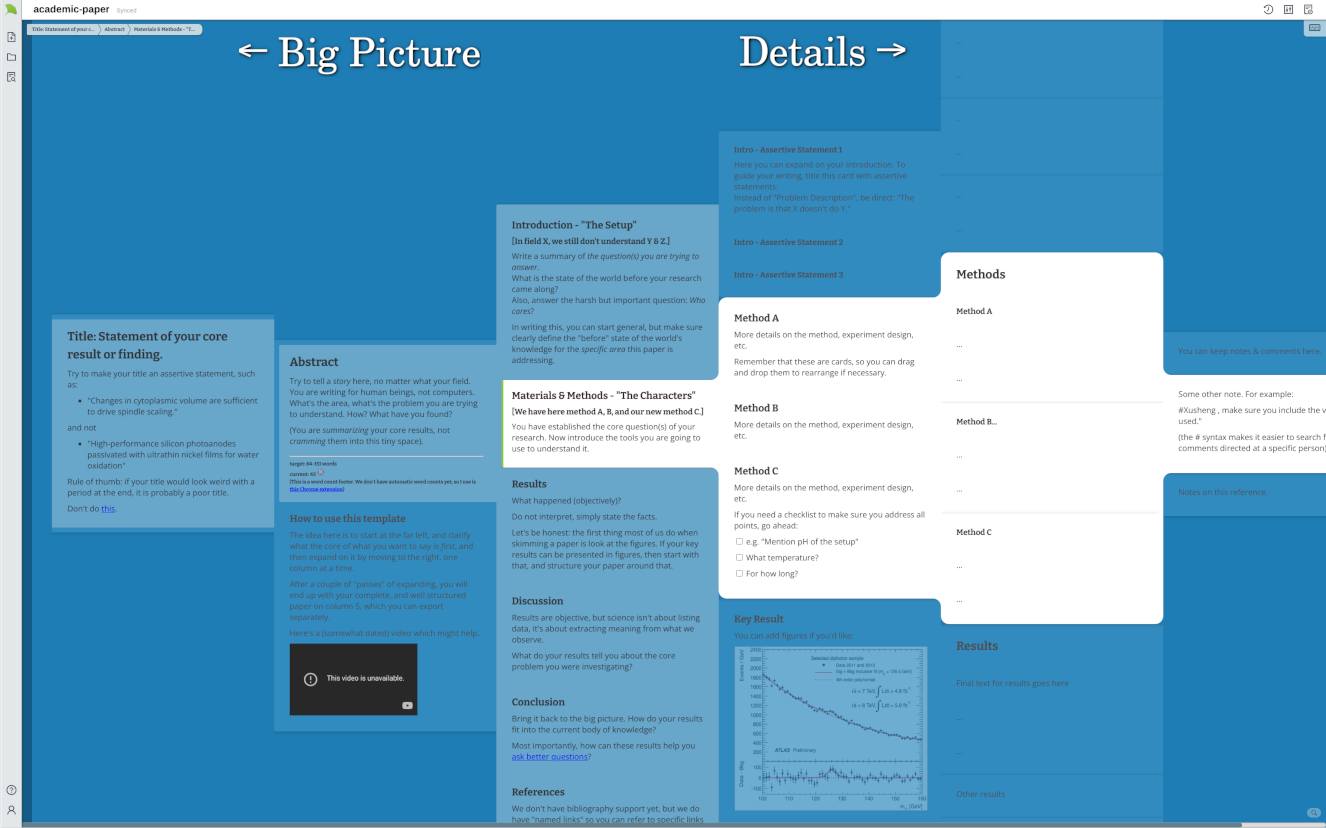 academic-paper
Synced
Title: Statement of your c...
Abstract
Materials & Methods - "T...
← Big Picture
Details →
Title: Statement of your core
result or finding.
Try to make your title an assertive statement, such
as:
"Changes in cytoplasmic volume are sufficient
to drive spindle scaling."
and not
"High-performance silicon photoanodes
passivated with ultrathin nickel films for water
oxidation"
Rule of thumb: if your title would look weird with a
period at the end, it is probably a poor title.
Don't do this.
Abstract
Try to tell a story here, no matter what your field.
You are writing for human beings, not computers.
What's the area, what's the problem you are trying
to understand. How? What have you found?
(You are summarizing your core results, not
cramming them into this tiny space).
target: 84-151 words
current: 43
(This is a word count footer. We don't have automatic word counts yet, so I use is
this Chrome extension)
How to use this template
The idea here is to start at the far left, and clarify
what the core of what you want to say is first, and
then expand on it by moving to the right, one
column at a time.
After a couple of "passes" of expanding, you will
end up with your complete, and well structured
paper on column 5, which you can export
separately.
Here's a (somewhat dated) video which might help.
This video is unavailable.
Introduction - "The Setup"
[In field X, we still don't understand Y & Z.]
Write a summary of the question(s) you are trying to
answer.
What is the state of the world before your research
came along?
Also, answer the harsh but important question: Who
cares?
In writing this, you can start general, but make sure
clearly define the "before" state of the world's
knowledge for the specific area this paper is
addressing.
Materials & Methods - "The Characters"
[We have here method A, B, and our new method C.]
You have established the core question(s) of your
research. Now introduce the tools you are going to
use to understand it.
Results
What happened (objectively)?
Do not interpret, simply state the facts.
Let's be honest: the first thing most of us do when
skimming a paper is look at the figures. If your key
results can be presented in figures, then start with
that, and structure your paper around that.
Discussion
Results are objective, but science isn't about listing
data, it's about extracting meaning from what we
observe.
What do your results tell you about the core
problem you were investigating?
Conclusion
Bring it back to the big picture. How do your results
fit into the current body of knowledge?
Most importantly, how can these results help you
ask better questions?
References
We don't have bibliography support yet, but we do
have "named links" so you can refer to specific links
Intro - Assertive Statement 1
Here you can expand on your introduction. To
guide your writing, title this card with assertive
statements:
Instead of "Problem Description", be direct: "The
problem is that X doesn't do Y."
Intro - Assertive Statement 2
Intro - Assertive Statement 3
Method A
More details on the method, experiment design,
etc.
Remember that these are cards, so you can drag
and drop them to rearrange if necessary.
Method B
More details on the method, experiment design,
etc.
Method C
More details on the method, experiment design,
etc.
If you need a checklist to make sure you address all
points, go ahead:
e.g. "Mention pH of the setup"
What temperature?
For how long?
Key Result
You can add figures if you'd like:
Events / GeV
2400
2200
2000
1800
1600
1400
1200
1000
800
600
400
200
Selected diphoton sample
Data 2011 and 2012
4th order polynomial
ATLAS Preliminary
Data - Bkg
100
0
-100
100 110 120 130 140 150 160
[GeV]
...
...
...
...
...
...
Methods
Method A
...
...
Method B...
...
...
Method C
...
...
Results
Final text for results goes here
...
...
Other results
You can keep notes & comments here.
Some other note. For example:
#Xusheng , make sure you include the v
used."
(the # syntax makes it easier to search f
comments directed at a specific person)
Notes on this reference.